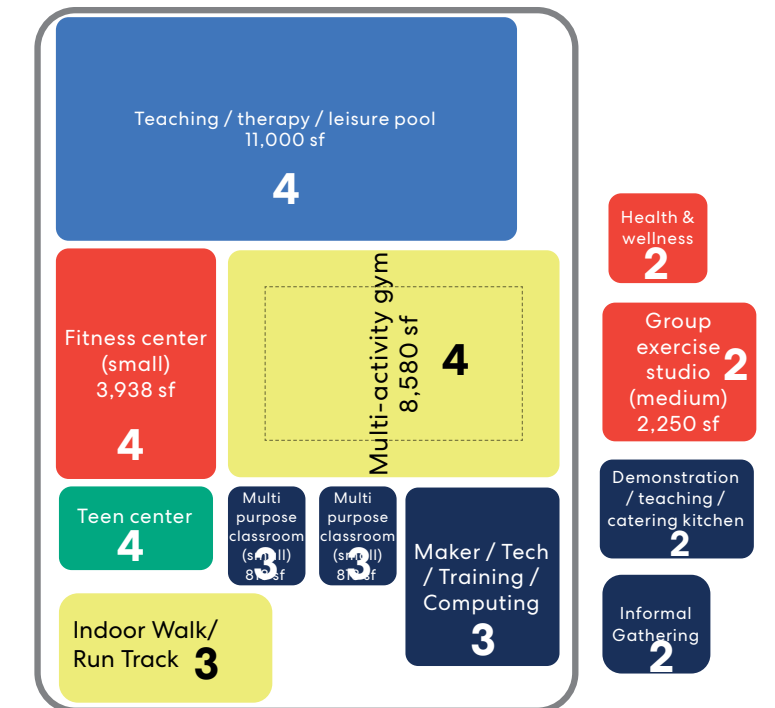 Teaching / therapy / leisure pool
11,000 sf
4
Fitness center
(small)
3,938 sf
4
Multi-activity gym
8,580 sf
4
Teen center
4
Multi
purpose
classroom
(small)
sf
3
Multi
purpose
classroom
(small)
sf
3
Maker / Tech
/ Training /
Computing
3
Indoor Walk/
Run Track 3
Health &
wellness
2
Group
exercise
studio
(medium)
2,250 sf
2
Demonstration
/ teaching /
catering kitchen
2
Informal
Gathering
2